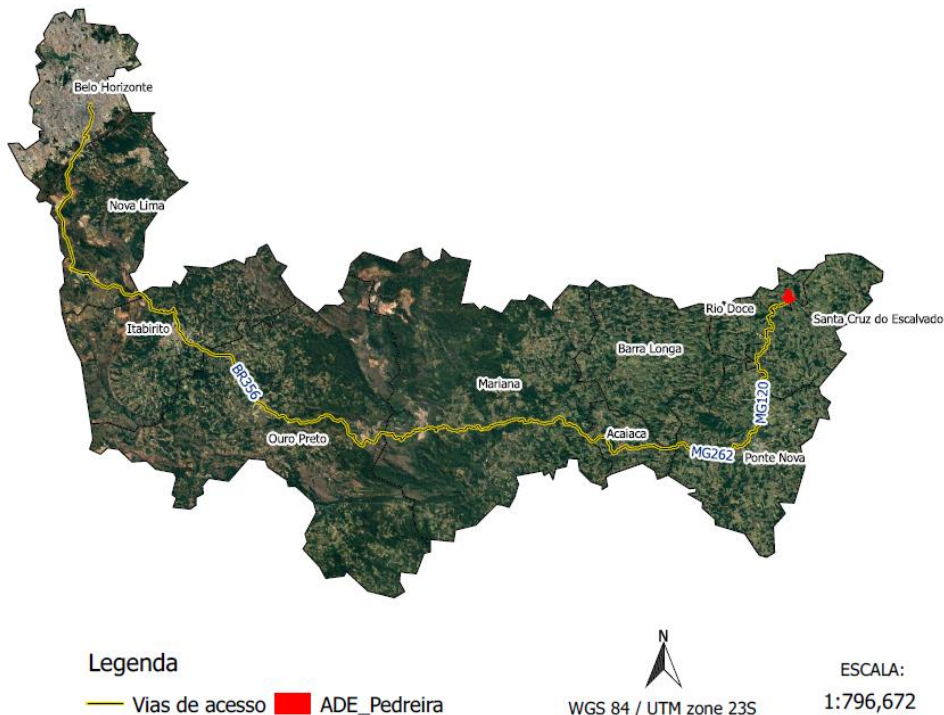 Belo Horizonte
Nova Lima
Itabirito
BR356
Ouro Preto
Mariana
Barra Longa
Rio Doce
Santa Cruz do Escalvado
MG120
Acaiaca
MG262
Ponte Nova
Legenda
Vias de acesso
ADE_Pedreira
N
WGS 84 / UTM zone 23S
ESCALA:
1:796,672